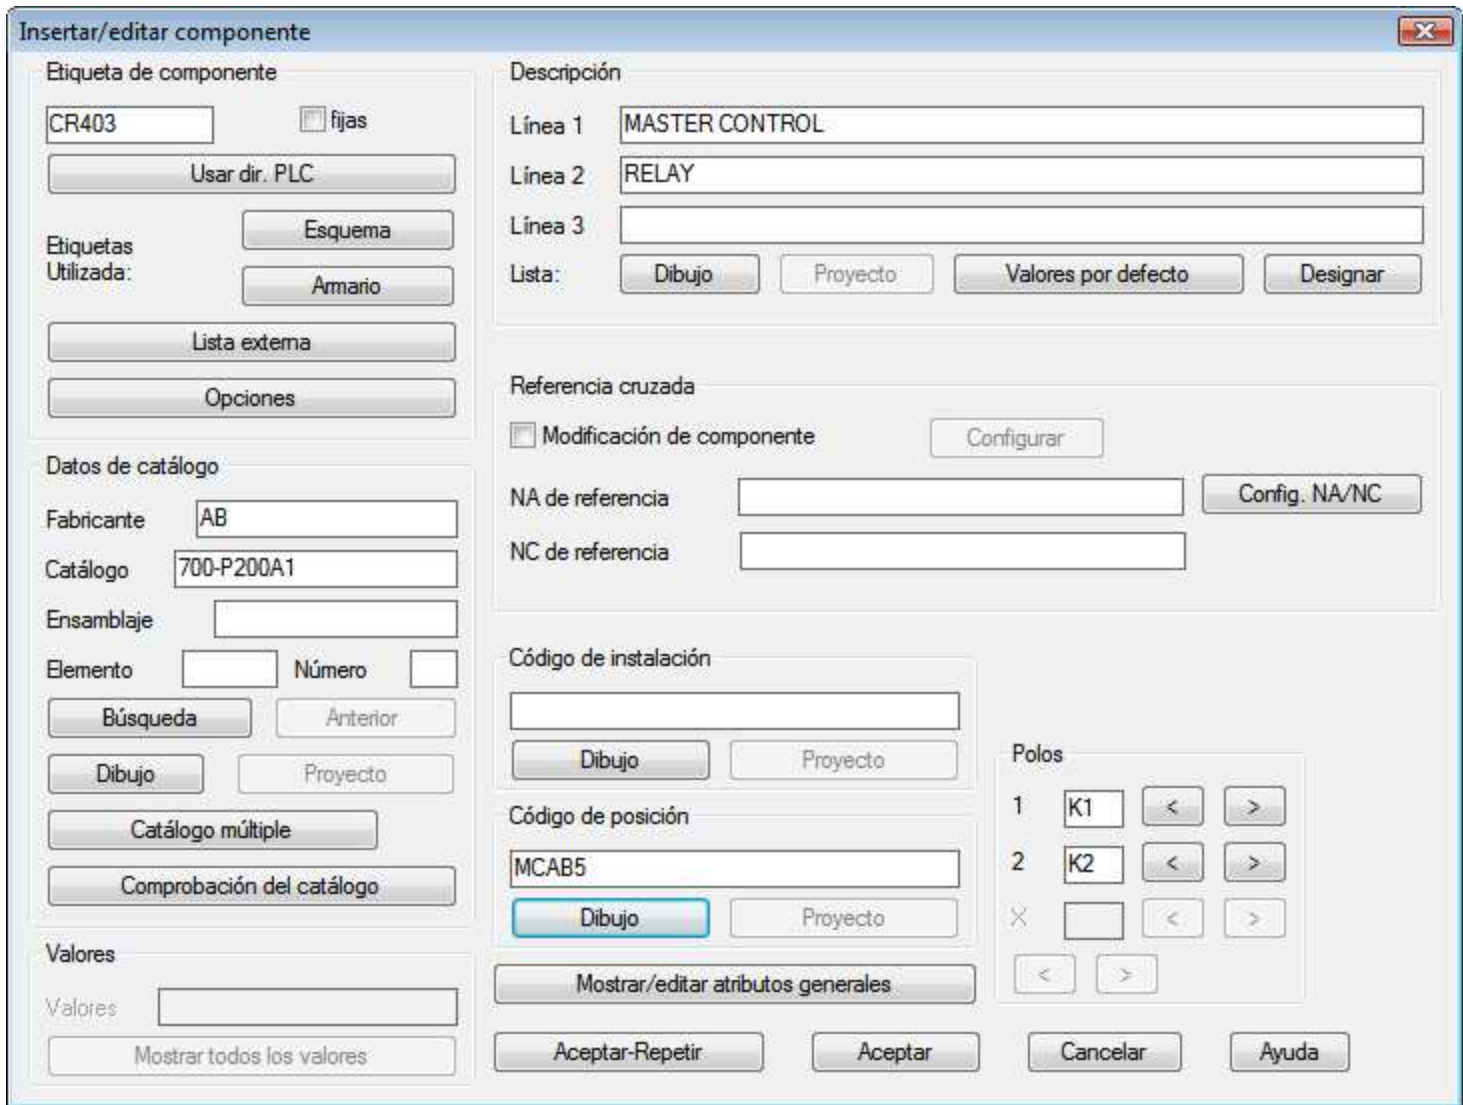 Insertar/editar componente
Etiqueta de componente
CR403 fijas
Usar dir. PLC
Etiquetas
Utilizada:
Esquema
Armario
Lista externa
Opciones
Descripción
Línea 1 MASTER CONTROL
Línea 2 RELAY
Línea 3
Lista: Dibujo Proyecto Valores por defecto Designar
Referencia cruzada
Modificación de componente Configurar
NA de referencia Config. NA/NC
NC de referencia
Datos de catálogo
Fabricante AB
Catálogo 700-P200A1
Ensamblaje
Elemento Número
Búsqueda Anterior
Dibujo Proyecto
Catálogo múltiple
Comprobación del catálogo
Valores
Valores
Mostrar todos los valores
Código de instalación
Dibujo Proyecto
Código de posición
MCAB5
Dibujo Proyecto
Mostrar/editar atributos generales
Polos
1 K1 < >
2 K2 < >
X < >
< >
Aceptar-Repetir Aceptar Cancelar Ayuda